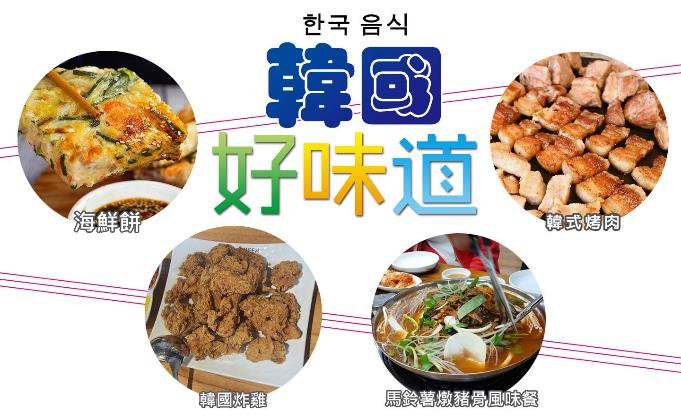 한국 음식
韓國
好味道
海鮮餅
韓式烤肉
韓國炸雞
馬鈴薯燉豬骨風味餐